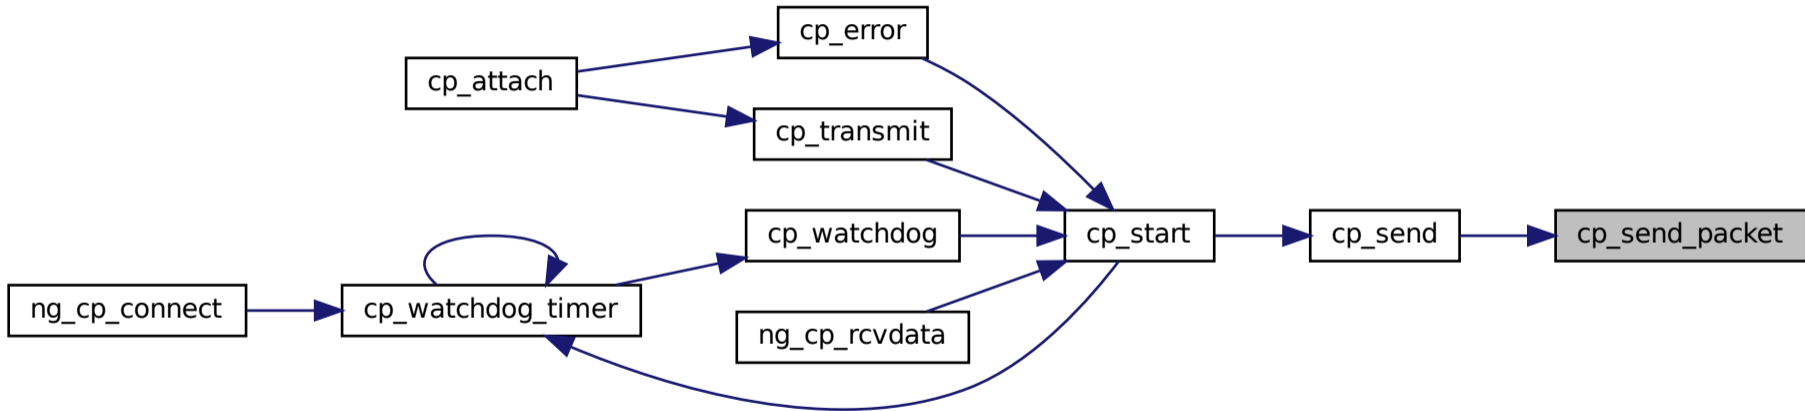 cp_error
cp_attach
cp_transmit
cp_watchdog
cp_start
cp_send
cp_send_packet
ng_cp_connect
cp_watchdog_timer
ng_cp_rcvdata